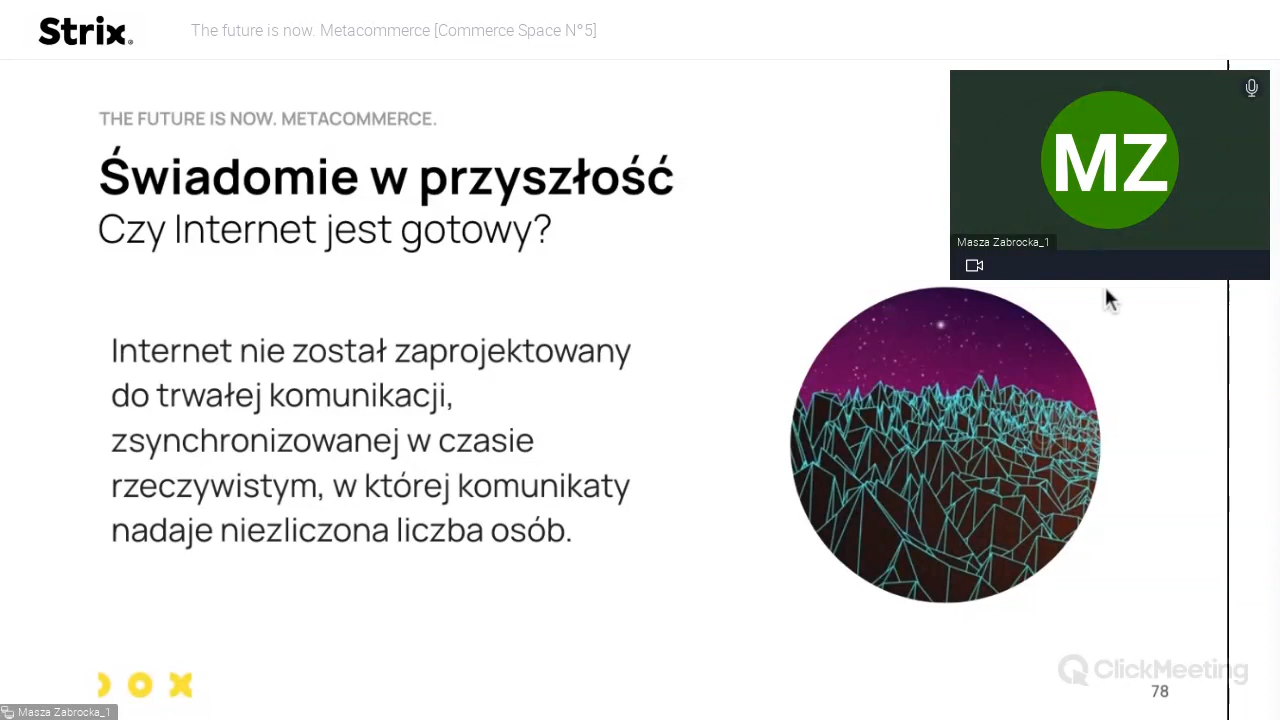 Strix®
The future is now. Metacommerce [Commerce Space N°5]
THE FUTURE IS NOW. METACOMMERCE.
Świadomie w przyszłość
Czy Internet jest gotowy?
MZ
Masza Zabrocka_1
Internet nie został zaprojektowany
do trwałej komunikacji,
zsynchronizowanej w czasie
rzeczywistym, w której komunikaty
nadaje niezliczona liczba osób.
ClickMeeting
78
Masza Zabrocka_1